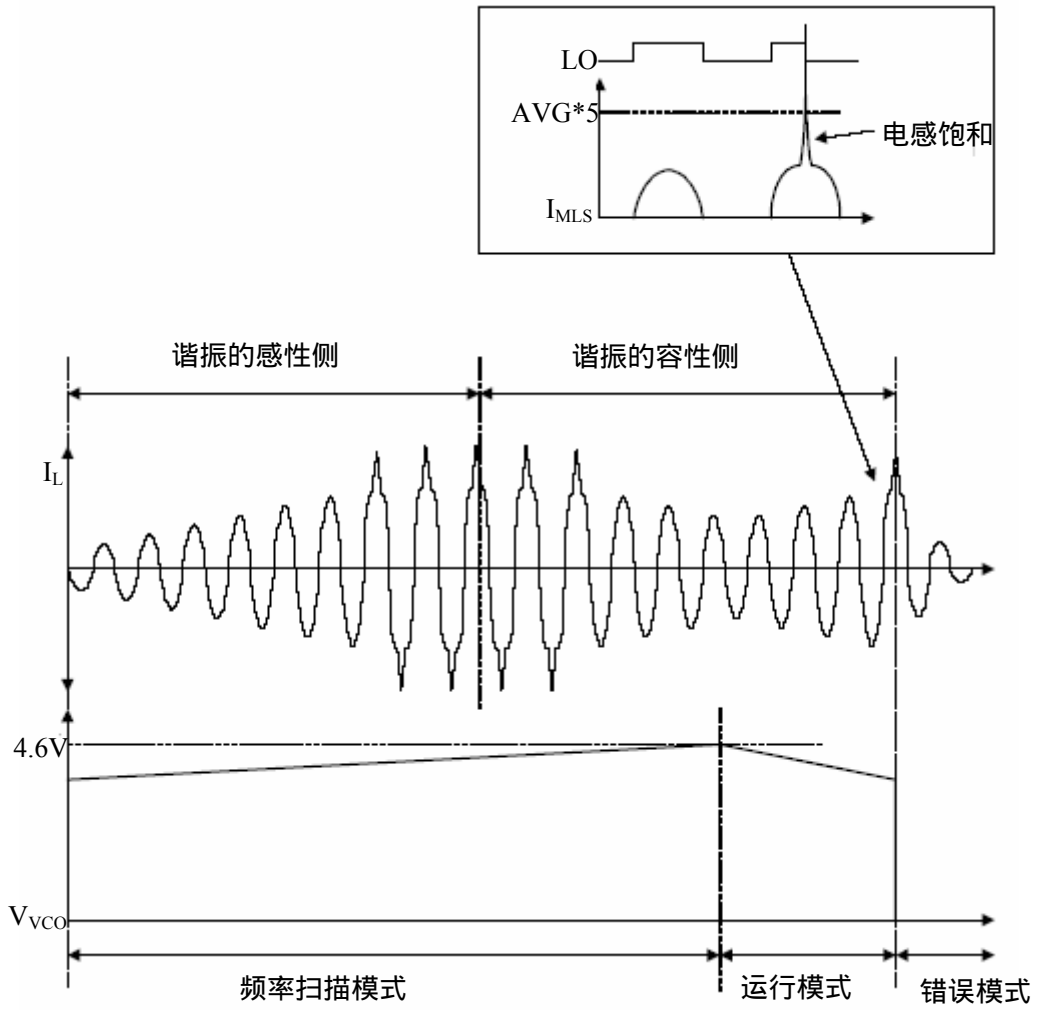 LO
AVG*5
电感饱和
I_MLS
谐振的感性侧
谐振的容性侧
I_L
4.6V
V_VCO
频率扫描模式
运行模式
错误模式